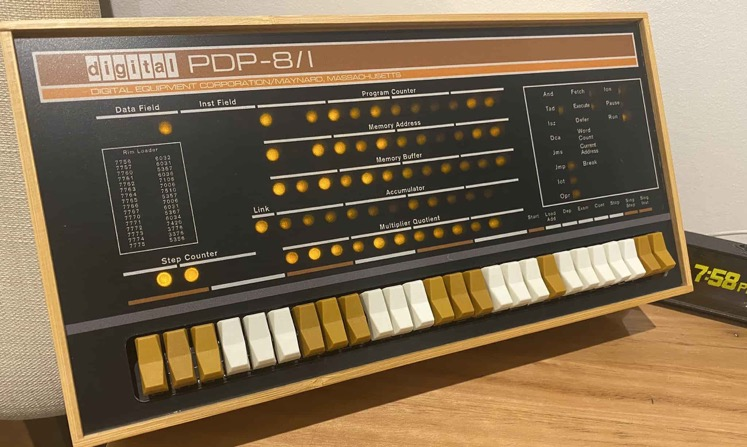 digital PDP-8/I
DIGITAL EQUIPMENT CORPORATION/MAYNARD, MASSACHUSETTS
Data Field Inst Field Program Counter
Memory Address
Memory Buffer
Link Accumulator
Multiplier Quotient
Step Counter
Rim Loader
7756 6032
7757 6031
7760 5357
7761 6036
7762 7106
7763 7006
7764 7510
7765 5357
7766 7006
7767 6031
7770 5367
7771 6034
7772 7420
7773 3776
7774 3376
7775 5356
And Fetch Ion
Tad Execute Pause
Isz Defer Run
Dca Word Count
Jms Current Address
Jmp Break
Iot
Opr
Start Load Add Dep Exam Cont Stop Sing Step Sing Inst
7:58 P